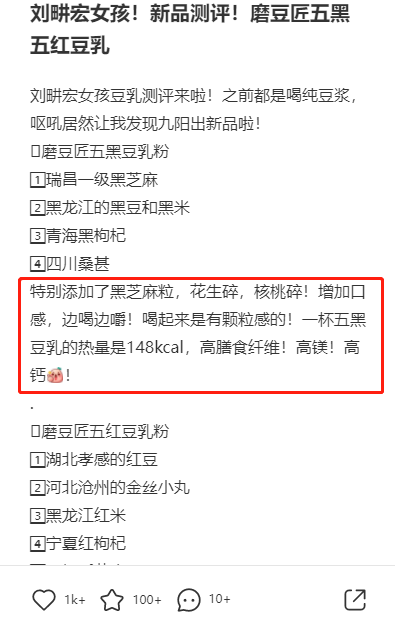 刘畊宏女孩！新品测评！磨豆匠五黑
五红豆乳
刘畊宏女孩豆乳测评来啦！之前都是喝纯豆浆，
呕吼居然让我发现九阳出新品啦！
磨豆匠五黑豆乳粉
1瑞昌一级黑芝麻
2黑龙江的黑豆和黑米
3青海黑枸杞
4四川桑葚
特别添加了黑芝麻粒，花生碎，核桃碎！增加口
感，边喝边嚼！喝起来是有颗粒感的！一杯五黑
豆乳的热量是148kcal，高膳食纤维！高镁！高
钙！
.
磨豆匠五红豆乳粉
1湖北孝感的红豆
2河北沧州的金丝小丸
3黑龙江红米
4宁夏红枸杞
1k+ 100+ 10+